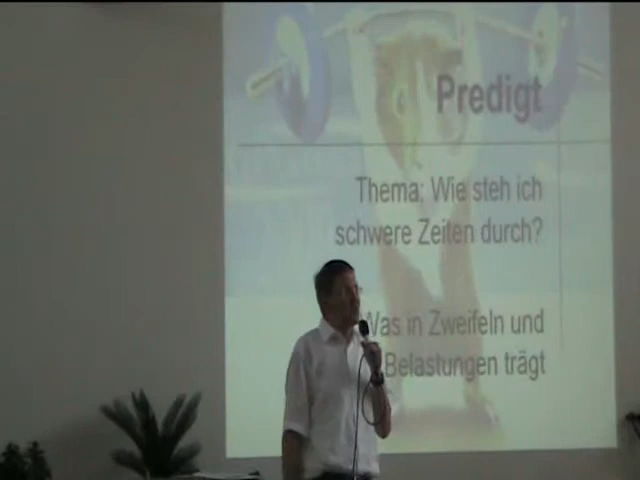 Predigt
Thema: Wie steh ich
schwere Zeiten durch?
Was in Zweifeln und
Belastungen trägt